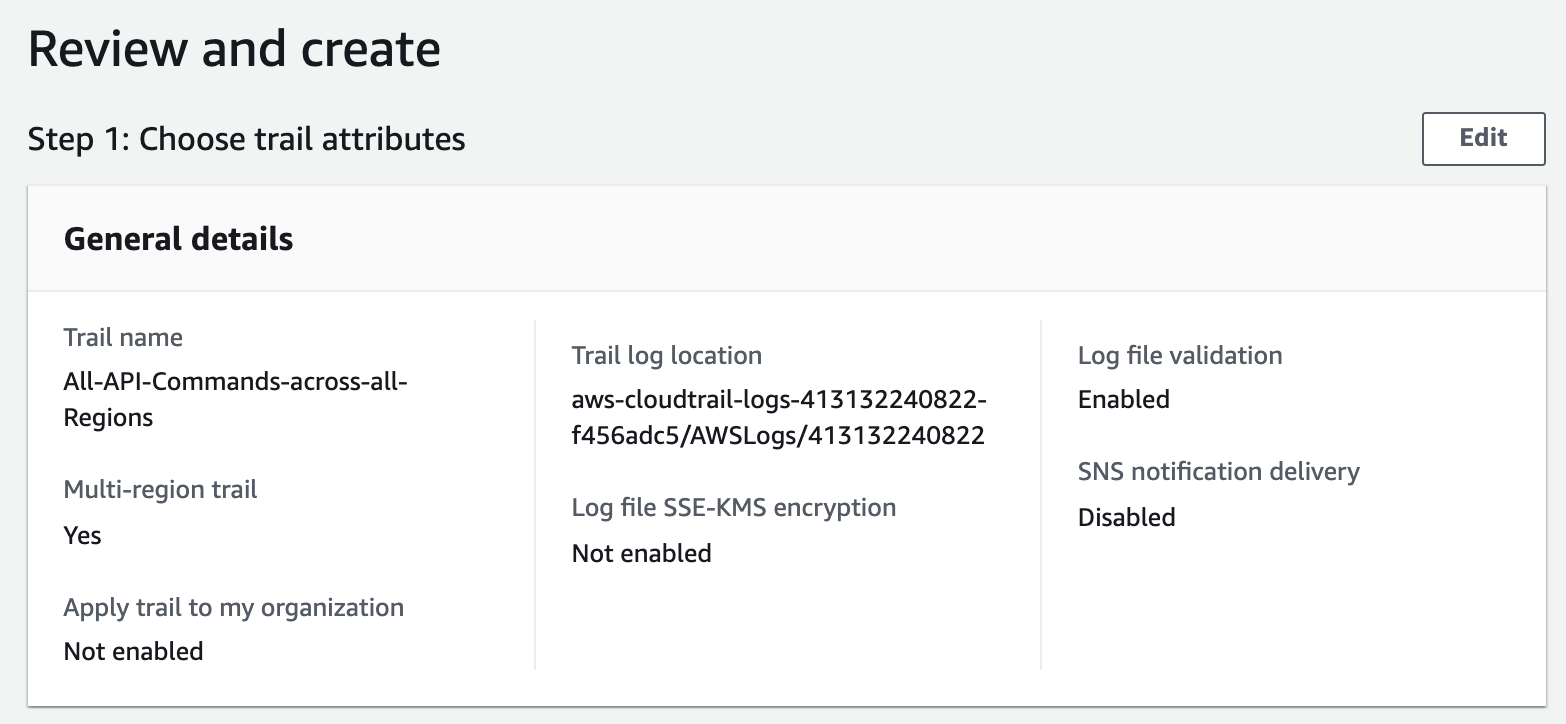 Review and create
Step 1: Choose trail attributes
Edit
General details
Trail name
All-API-Commands-across-all-
Regions
Multi-region trail
Yes
Apply trail to my organization
Not enabled
Trail log location
aws-cloudtrail-logs-413132240822-
f456adc5/AWSLogs/413132240822
Log file SSE-KMS encryption
Not enabled
Log file validation
Enabled
SNS notification delivery
Disabled